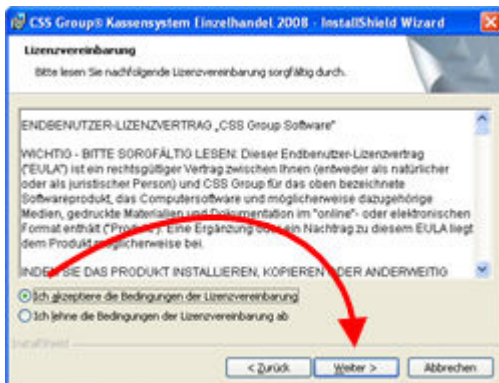 CSS Group® Kassensystem Einzelhandel 2008 - InstallShield Wizard
Lizenzvereinbarung
Bitte lesen Sie nachfolgende Lizenzvereinbarung sorgfältig durch.
ENDBENUTZER-LIZENZVERTRAG „CSS Group Software"
WICHTIG - BITTE SORGFÄLTIG LESEN: Dieser Endbenutzer-Lizenzvertrag
("EULA") ist ein rechtsgültiger Vertrag zwischen Ihnen (entweder als natürlicher
oder als juristischer Person) und CSS Group für das oben bezeichnete
Softwareprodukt, das Computersoftware und möglicherweise dazugehörige
Medien, gedruckte Materialien und Dokumentation im "online"- oder elektronischen
Format enthält ("Produkt"). Eine Ergänzung oder ein Nachtrag zu diesem EULA liegt
dem Produkt möglicherweise bei.
INDEM SIE DAS PRODUKT INSTALLIEREN, KOPIEREN ODER ANDERWEITIG
Ich akzeptiere die Bedingungen der Lizenzvereinbarung
Ich lehne die Bedingungen der Lizenzvereinbarung ab
InstallShield
< Zurück
Weiter >
Abbrechen